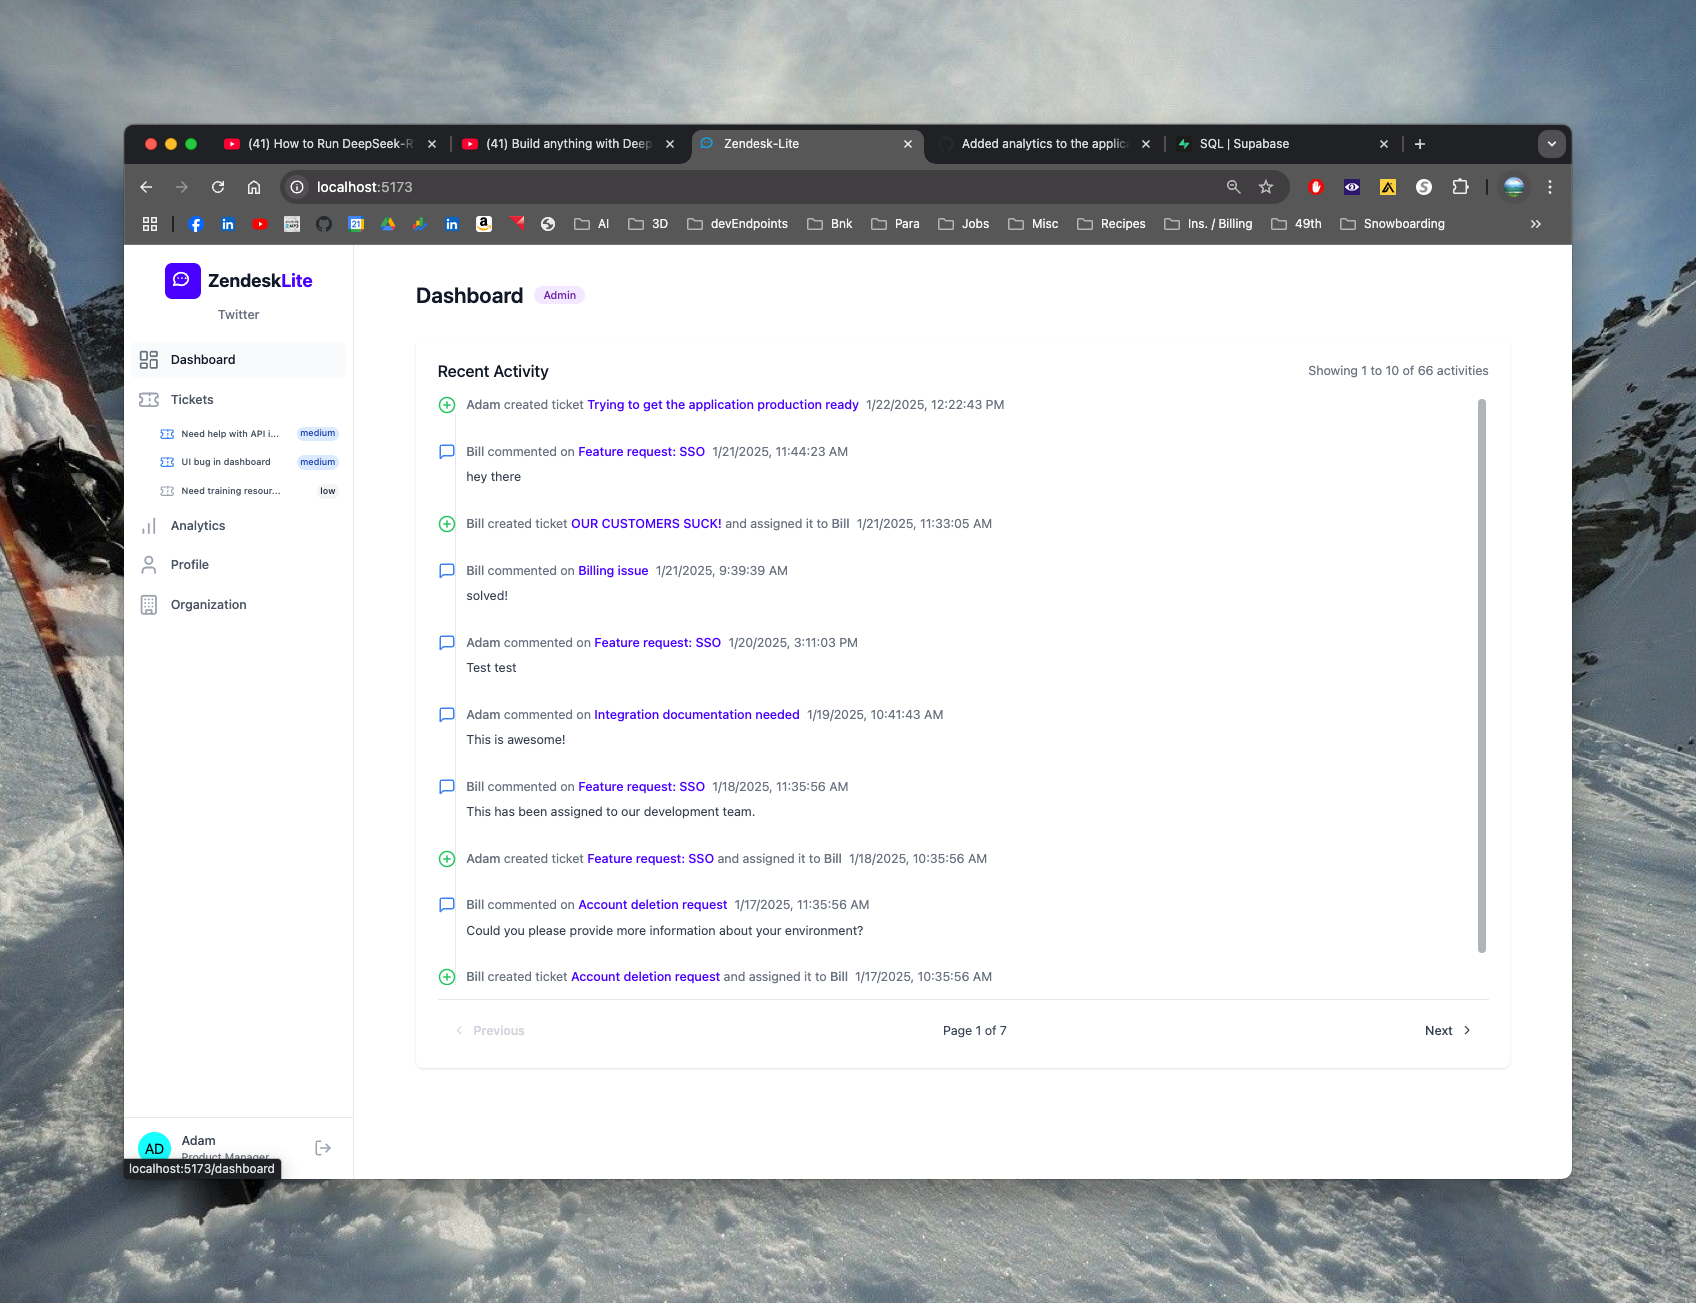 (41) How to Run DeepSeek-R
(41) Build anything with Deep
Zendesk-Lite
Added analytics to the applic
SQL | Supabase
localhost:5173
AI
3D
devEndpoints
Bnk
Para
Jobs
Misc
Recipes
Ins. / Billing
49th
Snowboarding
ZendeskLite
Twitter
Dashboard
Tickets
Need help with API i... medium
UI bug in dashboard medium
Need training resour... low
Analytics
Profile
Organization
Dashboard Admin
Recent Activity
Showing 1 to 10 of 66 activities
Adam created ticket Trying to get the application production ready 1/22/2025, 12:22:43 PM
Bill commented on Feature request: SSO 1/21/2025, 11:44:23 AM
hey there
Bill created ticket OUR CUSTOMERS SUCK! and assigned it to Bill 1/21/2025, 11:33:05 AM
Bill commented on Billing issue 1/21/2025, 9:39:39 AM
solved!
Adam commented on Feature request: SSO 1/20/2025, 3:11:03 PM
Test test
Adam commented on Integration documentation needed 1/19/2025, 10:41:43 AM
This is awesome!
Bill commented on Feature request: SSO 1/18/2025, 11:35:56 AM
This has been assigned to our development team.
Adam created ticket Feature request: SSO and assigned it to Bill 1/18/2025, 10:35:56 AM
Bill commented on Account deletion request 1/17/2025, 11:35:56 AM
Could you please provide more information about your environment?
Bill created ticket Account deletion request and assigned it to Bill 1/17/2025, 10:35:56 AM
Previous
Page 1 of 7
Next
AD
Adam
Product Manager
localhost:5173/dashboard